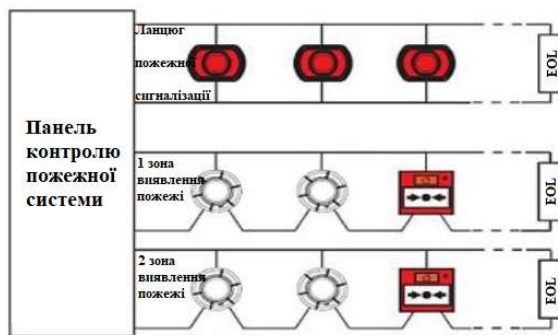 Ланцюг
пожежної
сигналізації
EOL
Панель
контролю
пожежної
системи
1 зона
виявлення
пожежі
EOL
2 зона
виявлення
пожежі
EOL